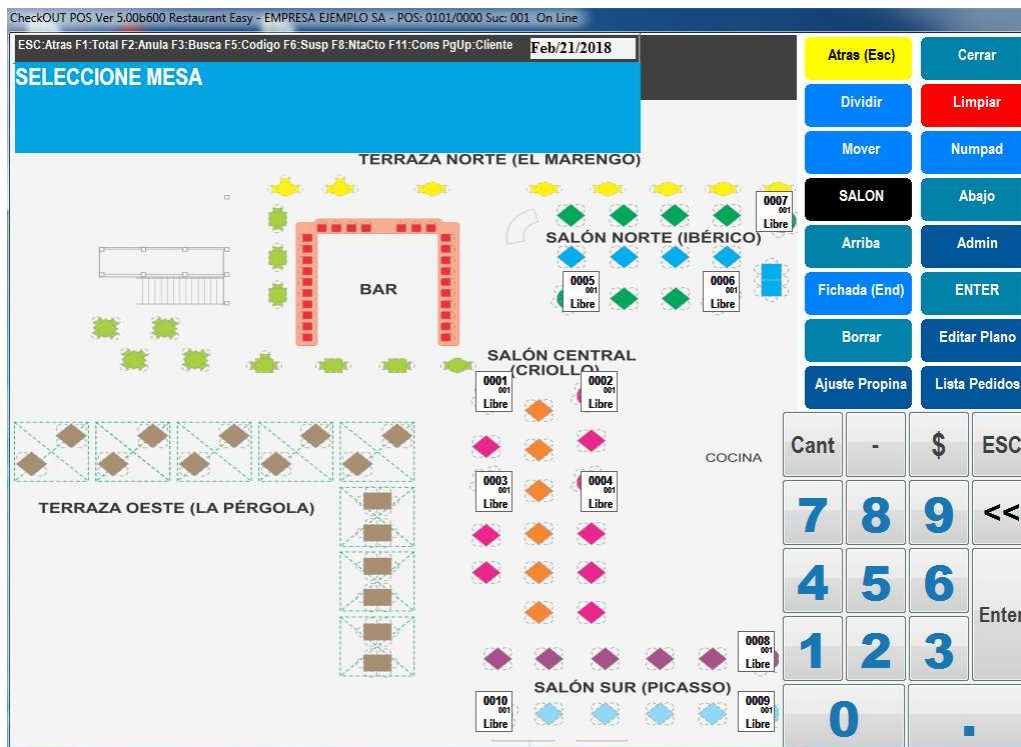 CheckOUT POS Ver 5.00b600 Restaurant Easy - EMPRESA EJEMPLO SA - POS: 0101/0000 Suc: 001 On Line
ESC:Atras F1:Total F2:Anula F3:Busca F5:Codigo F6:Susp F8:NtaCto F11:Cons PgUp:Cliente Feb/21/2018
SELECCIONE MESA
TERRAZA NORTE (EL MARENGO)
0007
001
Libre
SALÓN NORTE (IBÉRICO)
0005
001
Libre
0006
001
Libre
BAR
SALÓN CENTRAL
(CRIOLLO)
0001
001
Libre
0002
001
Libre
COCINA
0003
001
Libre
0004
001
Libre
TERRAZA OESTE (LA PÉRGOLA)
0008
001
Libre
SALÓN SUR (PICASSO)
0010
001
Libre
0009
001
Libre
Atras (Esc) Cerrar
Dividir Limpiar
Mover Numpad
SALON Abajo
Arriba Admin
Fichada (End) ENTER
Borrar Editar Plano
Ajuste Propina Lista Pedidos
Cant - $ ESC
7 8 9 <<
4 5 6
Enter
1 2 3
0 .